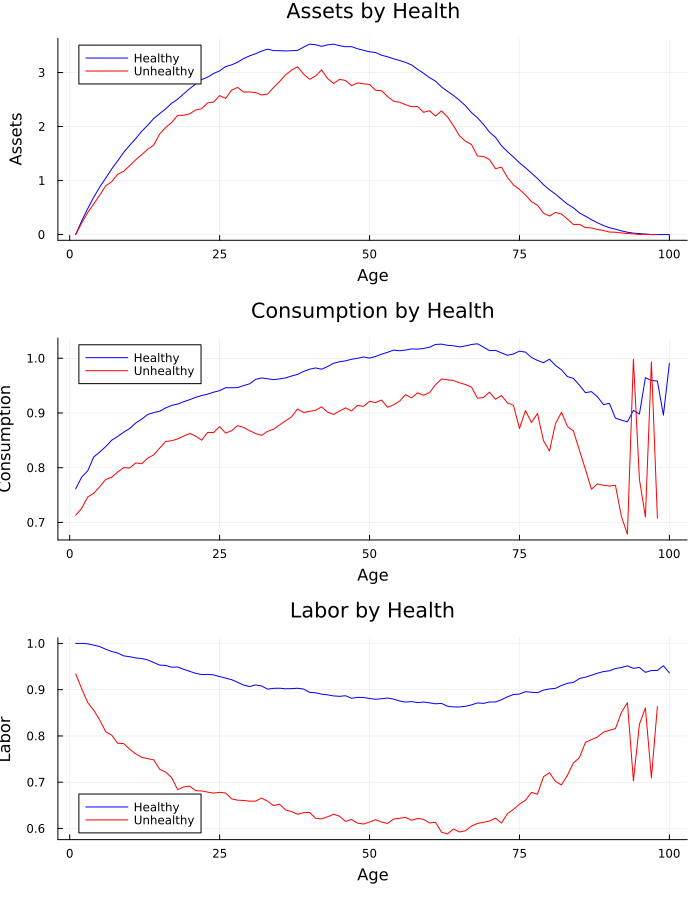 Assets by Health
Healthy
Unhealthy
Assets
3
2
1
0
0 25 50 75 100
Age
Consumption by Health
Healthy
Unhealthy
Consumption
1.0
0.9
0.8
0.7
0 25 50 75 100
Age
Labor by Health
Labor
1.0
0.9
0.8
0.7
0.6
Healthy
Unhealthy
0 25 50 75 100
Age